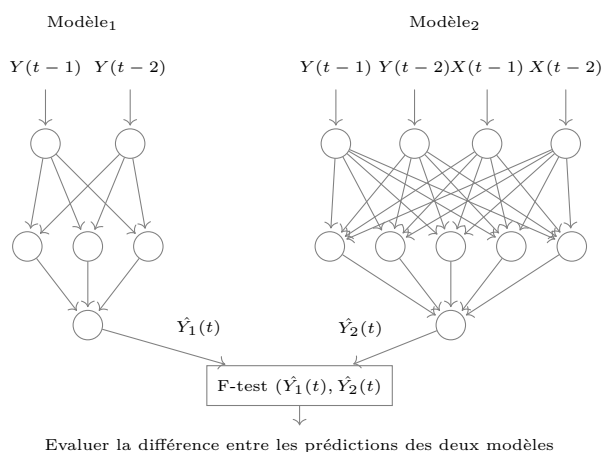 Modèle₁ Modèle₂
Y(t − 1) Y(t − 2) Y(t − 1) Y(t − 2) X(t − 1) X(t − 2)
Ŷ₁(t) Ŷ₂(t)
F-test (Ŷ₁(t), Ŷ₂(t)
Evaluer la différence entre les prédictions des deux modèles